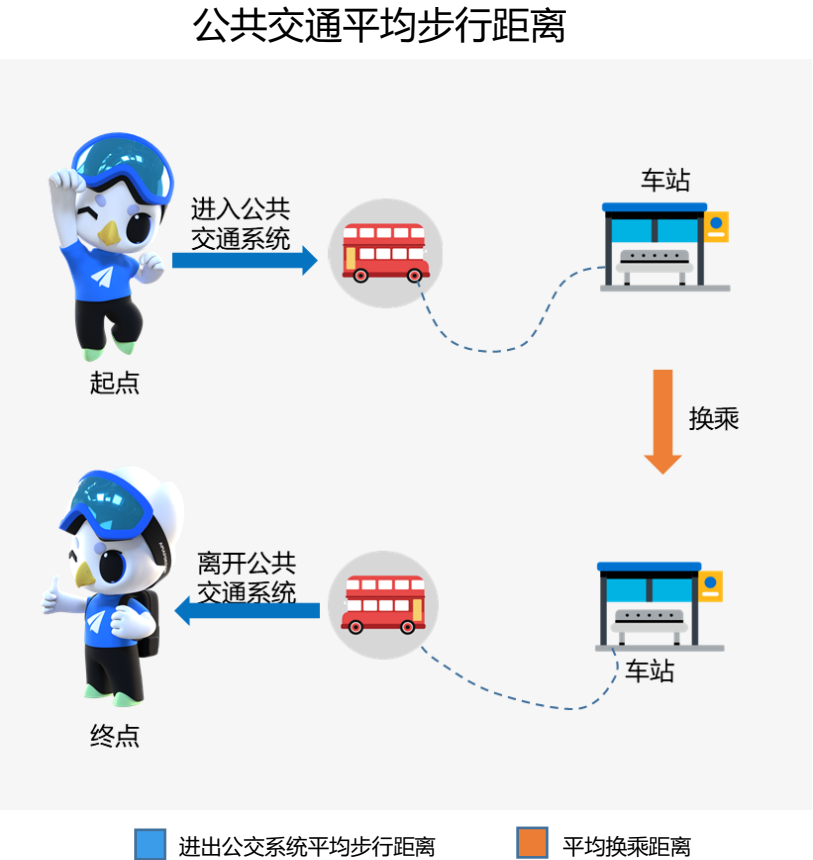 公共交通平均步行距离
车站
进入公共
交通系统
起点
换乘
离开公共
交通系统
车站
终点
进出公交系统平均步行距离
平均换乘距离